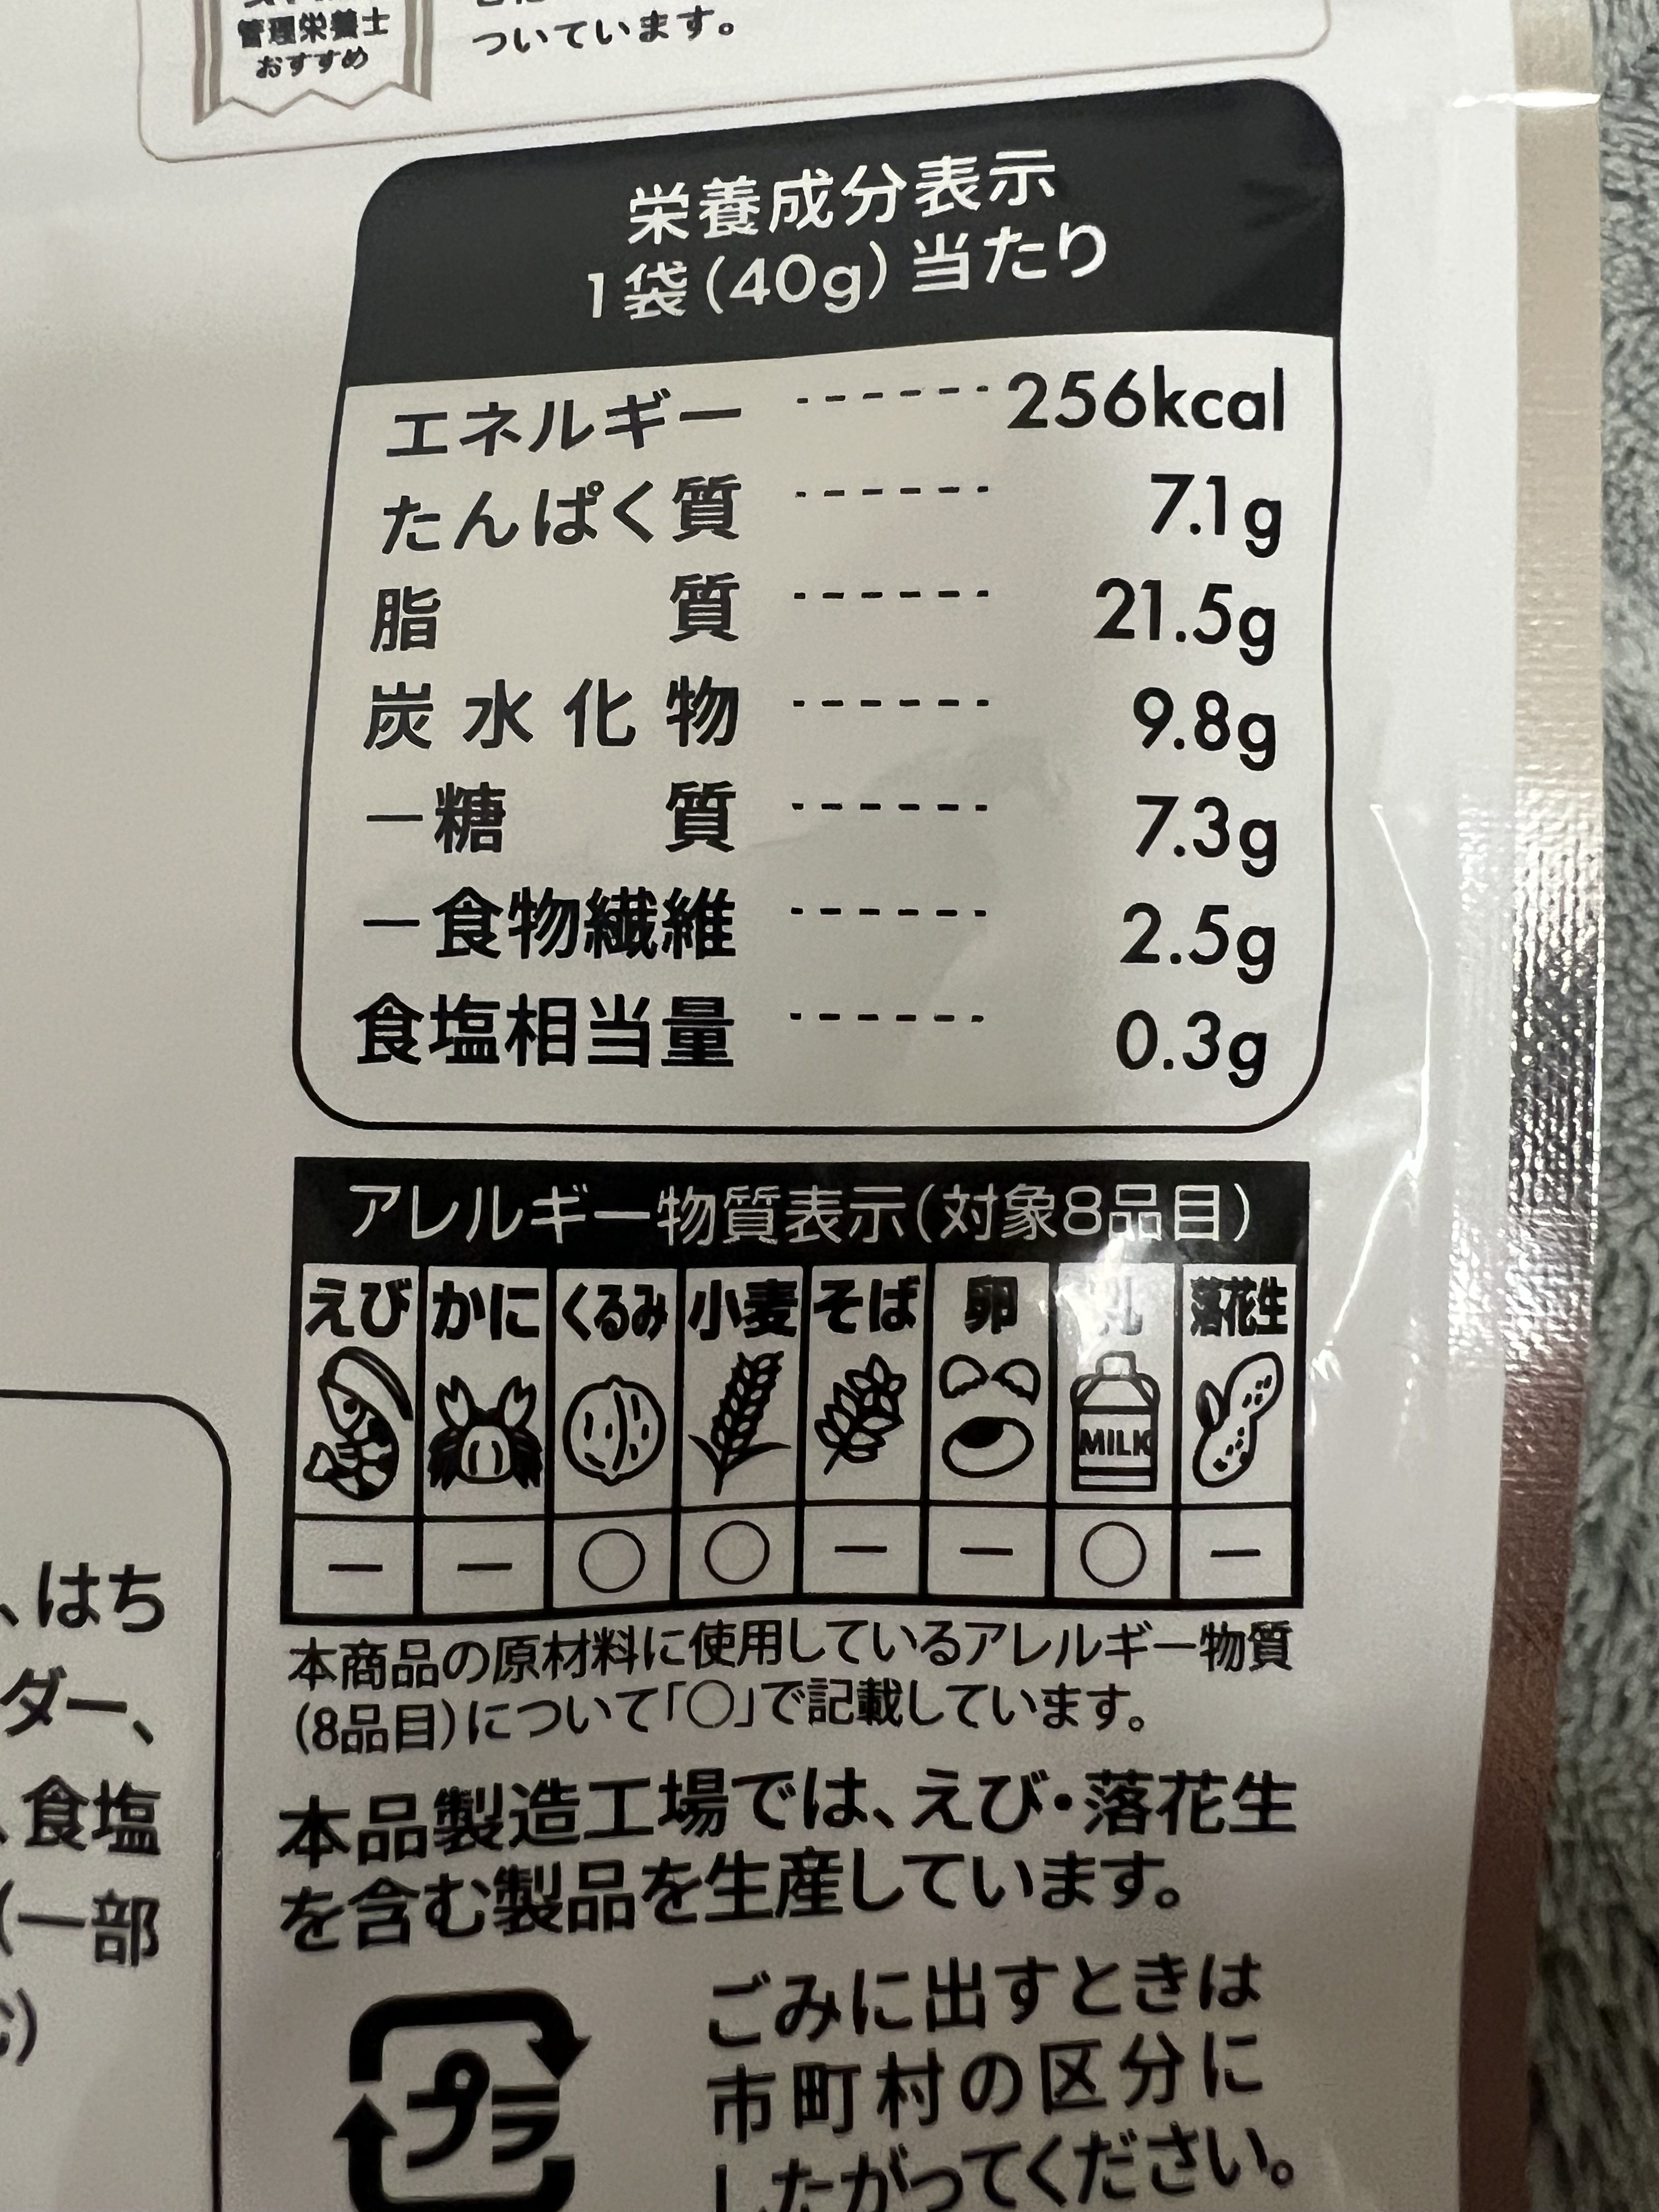 管理栄養士
おすすめ
ついています。
栄養成分表示
1袋(40g)当たり
エネルギー ------ 256kcal
たんぱく質 ------ 7.1g
脂質 ------ 21.5g
炭水化物 ------ 9.8g
－糖質 ------ 7.3g
－食物繊維 ------ 2.5g
食塩相当量 ------ 0.3g
アレルギー物質表示(対象8品目)
えび かに くるみ 小麦 そば 卵 乳 落花生
MILK
－ － ○ ○ － － ○ －
本商品の原材料に使用しているアレルギー物質
(8品目)について「○」で記載しています。
本品製造工場では、えび・落花生
を含む製品を生産しています。
、はち
ダー、
、食塩
(一部
プラ
ごみに出すときは
市町村の区分に
したがってください。